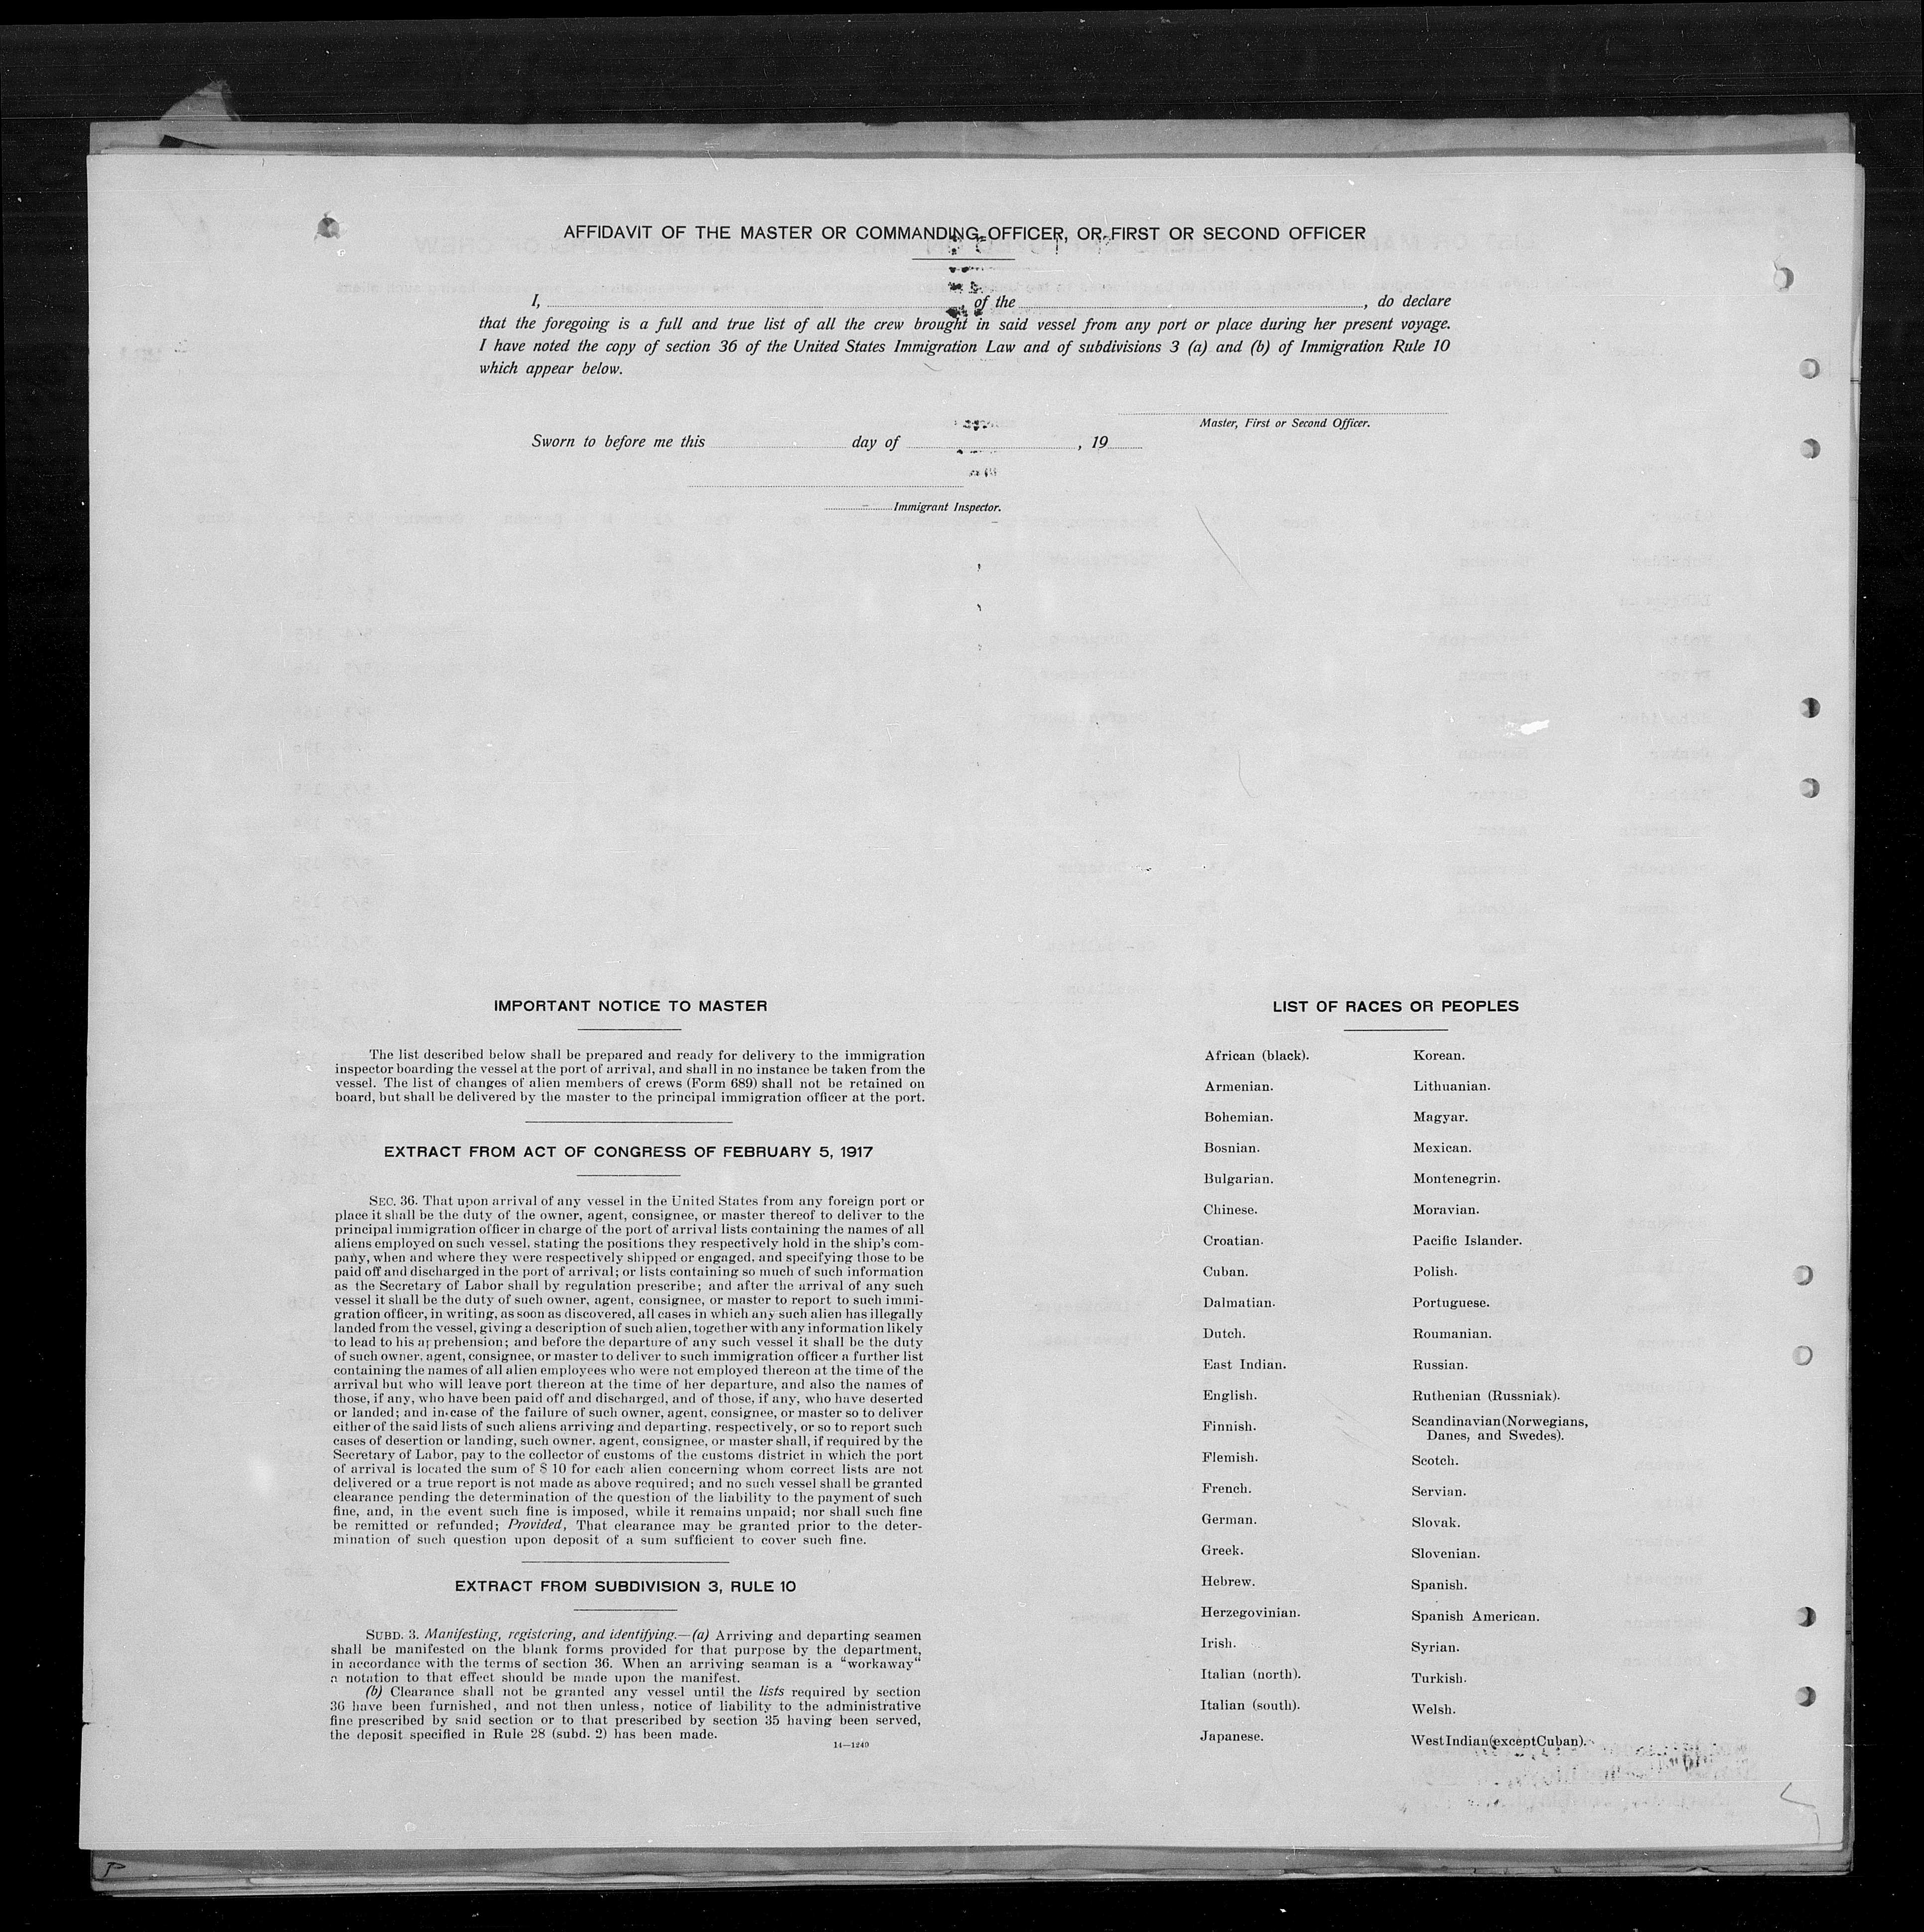 AFFIDAVIT OF THE MASTER OR COMMANDING OFFICER, OR FIRST OR SECOND OFFICER
I, of the , do declare
that the foregoing is a full and true list of all the crew brought in said vessel from any port or place during her present voyage.
I have noted the copy of section 36 of the United States Immigration Law and of subdivisions 3 (a) and (b) of Immigration Rule 10
which appear below.
Master, First or Second Officer.
Sworn to before me this day of , 19
Immigrant Inspector.
IMPORTANT NOTICE TO MASTER
The list described below shall be prepared and ready for delivery to the immigration
inspector boarding the vessel at the port of arrival, and shall in no instance be taken from the
vessel. The list of changes of alien members of crews (Form 689) shall not be retained on
board, but shall be delivered by the master to the principal immigration officer at the port.
EXTRACT FROM ACT OF CONGRESS OF FEBRUARY 5, 1917
SEC. 36. That upon arrival of any vessel in the United States from any foreign port or
place it shall be the duty of the owner, agent, consignee, or master thereof to deliver to the
principal immigration officer in charge of the port of arrival lists containing the names of all
aliens employed on such vessel, stating the positions they respectively hold in the ship's com-
pany, when and where they were respectively shipped or engaged, and specifying those to be
paid off and discharged in the port of arrival; or lists containing so much of such information
as the Secretary of Labor shall by regulation prescribe; and after the arrival of any such
vessel it shall be the duty of such owner, agent, consignee, or master to report to such immi-
gration officer, in writing, as soon as discovered, all cases in which any such alien has illegally
landed from the vessel, giving a description of such alien, together with any information likely
to lead to his apprehension; and before the departure of any such vessel it shall be the duty
of such owner, agent, consignee, or master to deliver to such immigration officer a further list
containing the names of all alien employees who were not employed thereon at the time of the
arrival but who will leave port thereon at the time of her departure, and also the names of
those, if any, who have been paid off and discharged, and of those, if any, who have deserted
or landed; and in case of the failure of such owner, agent, consignee, or master so to deliver
either of the said lists of such aliens arriving and departing, respectively, or so to report such
cases of desertion or landing, such owner, agent, consignee, or master shall, if required by the
Secretary of Labor, pay to the collector of customs of the customs district in which the port
of arrival is located the sum of $ 10 for each alien concerning whom correct lists are not
delivered or a true report is not made as above required; and no such vessel shall be granted
clearance pending the determination of the question of the liability to the payment of such
fine, and, in the event such fine is imposed, while it remains unpaid; nor shall such fine
be remitted or refunded; Provided, That clearance may be granted prior to the deter-
mination of such question upon deposit of a sum sufficient to cover such fine.
EXTRACT FROM SUBDIVISION 3, RULE 10
SUBD. 3. Manifesting, registering, and identifying.—(a) Arriving and departing seamen
shall be manifested on the blank forms provided for that purpose by the department,
in accordance with the terms of section 36. When an arriving seaman is a "workaway"
a notation to that effect should be made upon the manifest.
(b) Clearance shall not be granted any vessel until the lists required by section
36 have been furnished, and not then unless, notice of liability to the administrative
fine prescribed by said section or to that prescribed by section 35 having been served,
the deposit specified in Rule 28 (subd. 2) has been made.
14—1240
LIST OF RACES OR PEOPLES
African (black).
Armenian.
Bohemian.
Bosnian.
Bulgarian.
Chinese.
Croatian.
Cuban.
Dalmatian.
Dutch.
East Indian.
English.
Finnish.
Flemish.
French.
German.
Greek.
Hebrew.
Herzegovinian.
Irish.
Italian (north).
Italian (south).
Japanese.
Korean.
Lithuanian.
Magyar.
Mexican.
Montenegrin.
Moravian.
Pacific Islander.
Polish.
Portuguese.
Roumanian.
Russian.
Ruthenian (Russniak).
Scandinavian (Norwegians,
Danes, and Swedes).
Scotch.
Servian.
Slovak.
Slovenian.
Spanish.
Spanish American.
Syrian.
Turkish.
Welsh.
West Indian (except Cuban).
P